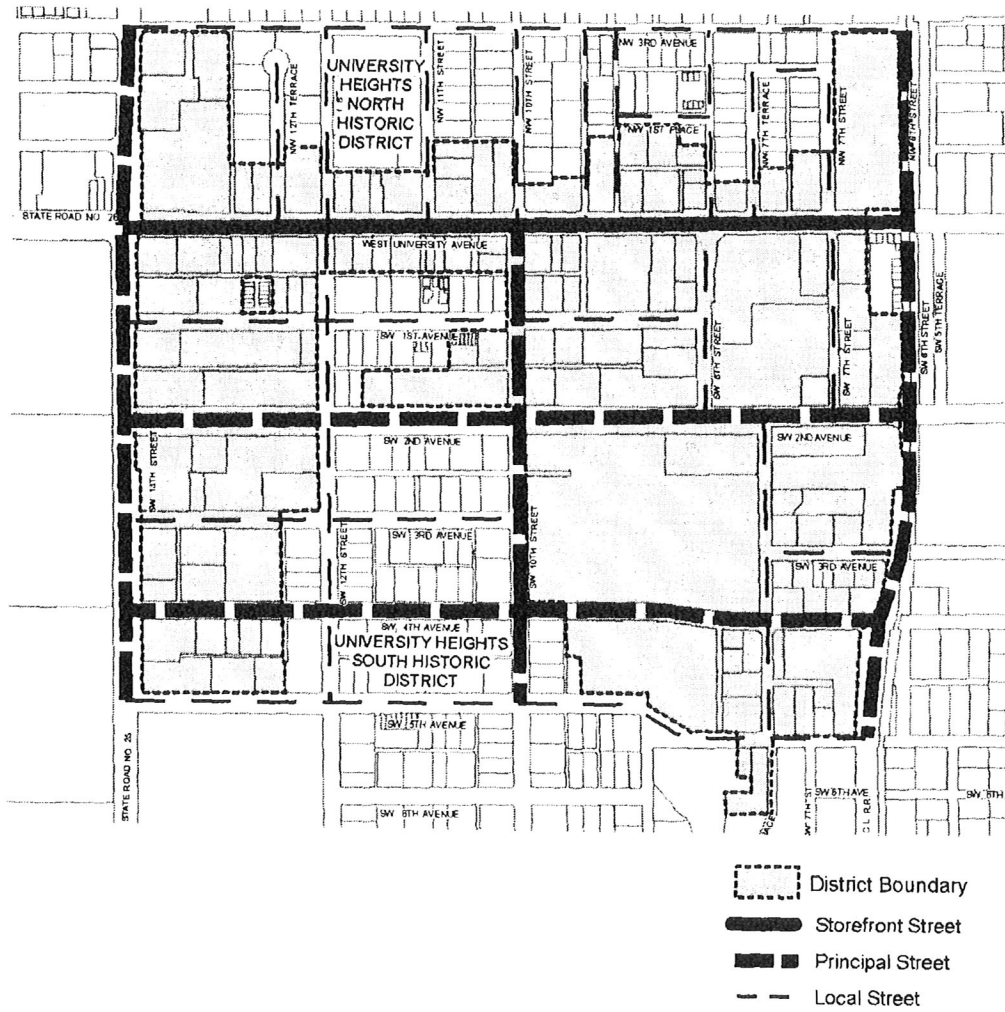 NW 3RD AVENUE
UNIVERSITY
HEIGHTS
NORTH
HISTORIC
DISTRICT
NW 12TH TERRACE
NW 11TH STREET
NW 10TH STREET
NW 1ST PLACE
NW 7TH TERRACE
NW 7TH STREET
NW 6TH STREET
STATE ROAD NO. 26
WEST UNIVERSITY AVENUE
SW 1ST AVENUE
SW 8TH STREET
SW 7TH STREET
SW 6TH STREET
SW 5TH TERRACE
SW 13TH STREET
SW 2ND AVENUE
SW 2ND AVENUE
SW 12TH STREET
SW 3RD AVENUE
SW 10TH STREET
SW 3RD AVENUE
SW, 4TH AVENUE
UNIVERSITY HEIGHTS
SOUTH HISTORIC
DISTRICT
STATE ROAD NO. 25
SW 5TH AVENUE
SW 6TH AVE
SW 7TH ST
SW 6TH AVENUE
SW, 6TH
District Boundary
Storefront Street
Principal Street
Local Street